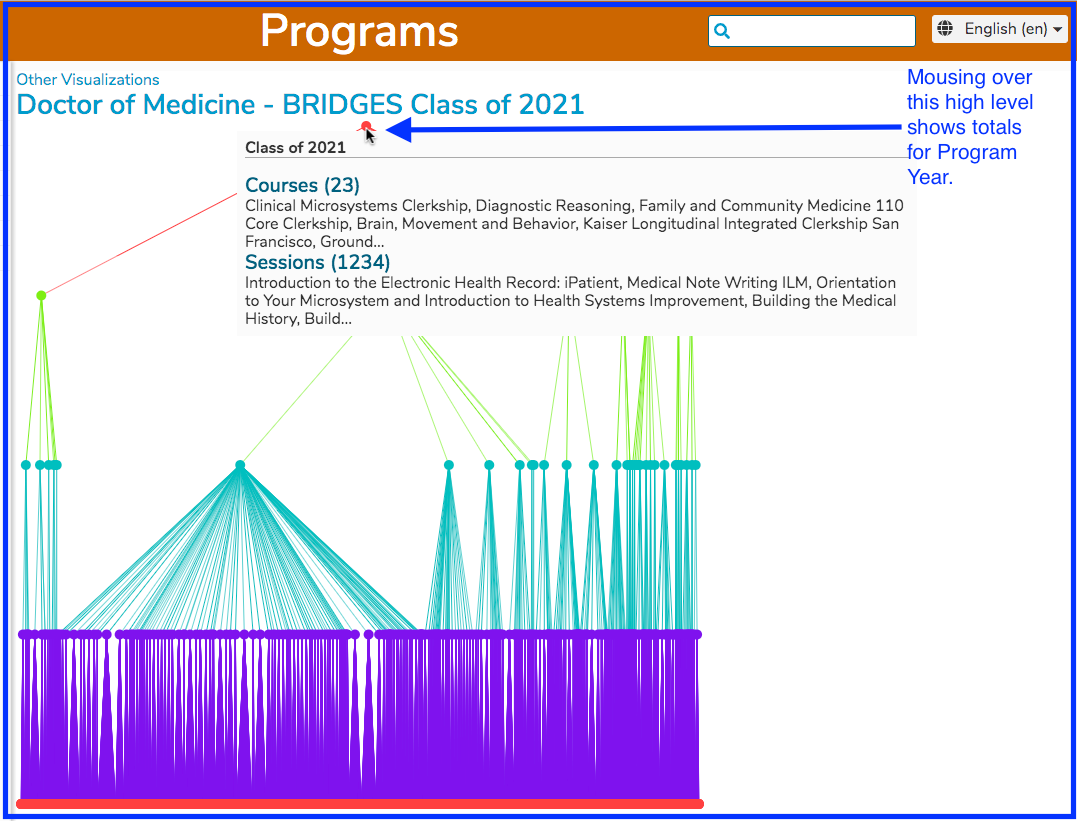 Programs
English (en)
Other Visualizations
Doctor of Medicine - BRIDGES Class of 2021
Mousing over
this high level
shows totals
for Program
Year.
Class of 2021
Courses (23)
Clinical Microsystems Clerkship, Diagnostic Reasoning, Family and Community Medicine 110
Core Clerkship, Brain, Movement and Behavior, Kaiser Longitudinal Integrated Clerkship San
Francisco, Ground...
Sessions (1234)
Introduction to the Electronic Health Record: iPatient, Medical Note Writing ILM, Orientation
to Your Microsystem and Introduction to Health Systems Improvement, Building the Medical
History, Build...